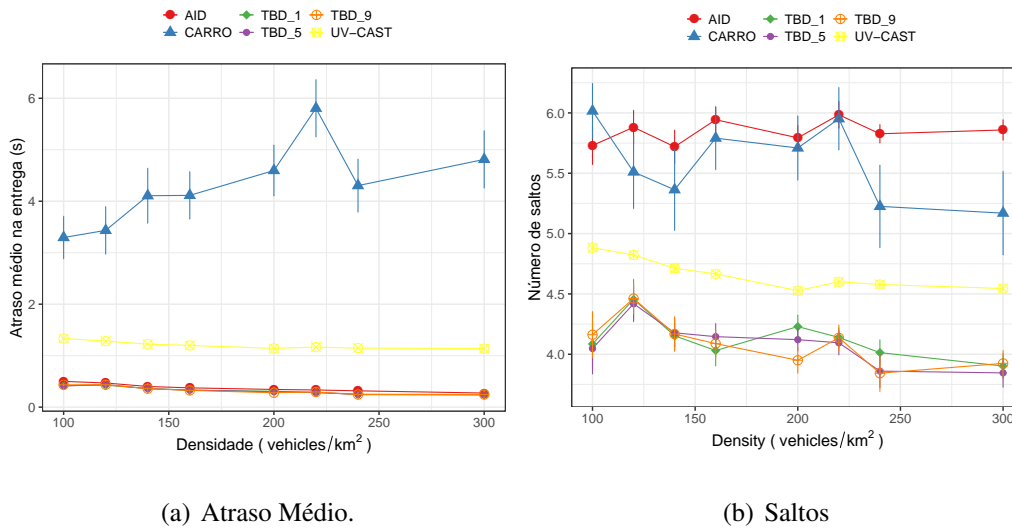 AID TBD_1 TBD_9
CARRO TBD_5 UV−CAST
Atraso médio na entrega (s)
6
4
2
0
100 150 200 250 300
Densidade ( vehicles/km²)
(a) Atraso Médio.
AID TBD_1 TBD_9
CARRO TBD_5 UV−CAST
Número de saltos
6.0
5.5
5.0
4.5
4.0
100 150 200 250 300
Density ( vehicles/km²)
(b) Saltos